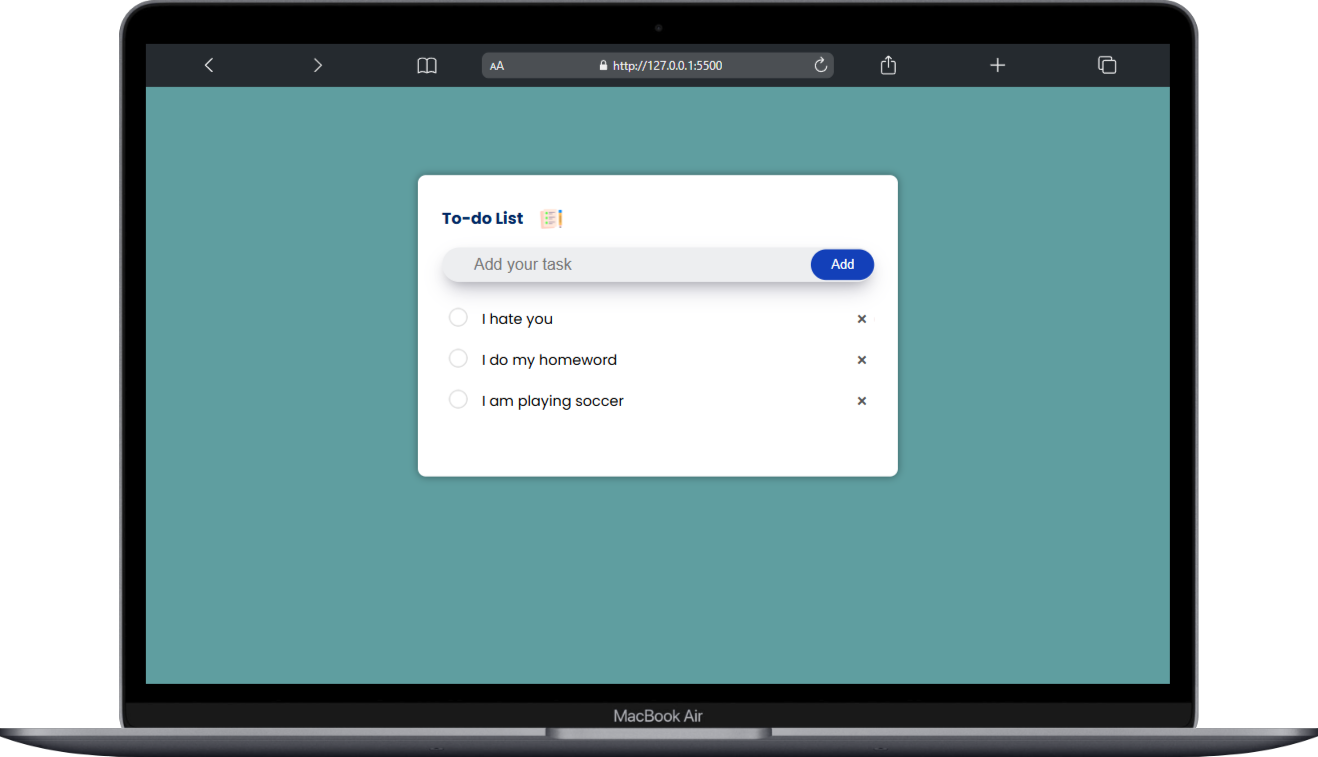 AA
http://127.0.0.1:5500
To-do List
Add your task
Add
I hate you
I do my homeword
I am playing soccer
MacBook Air